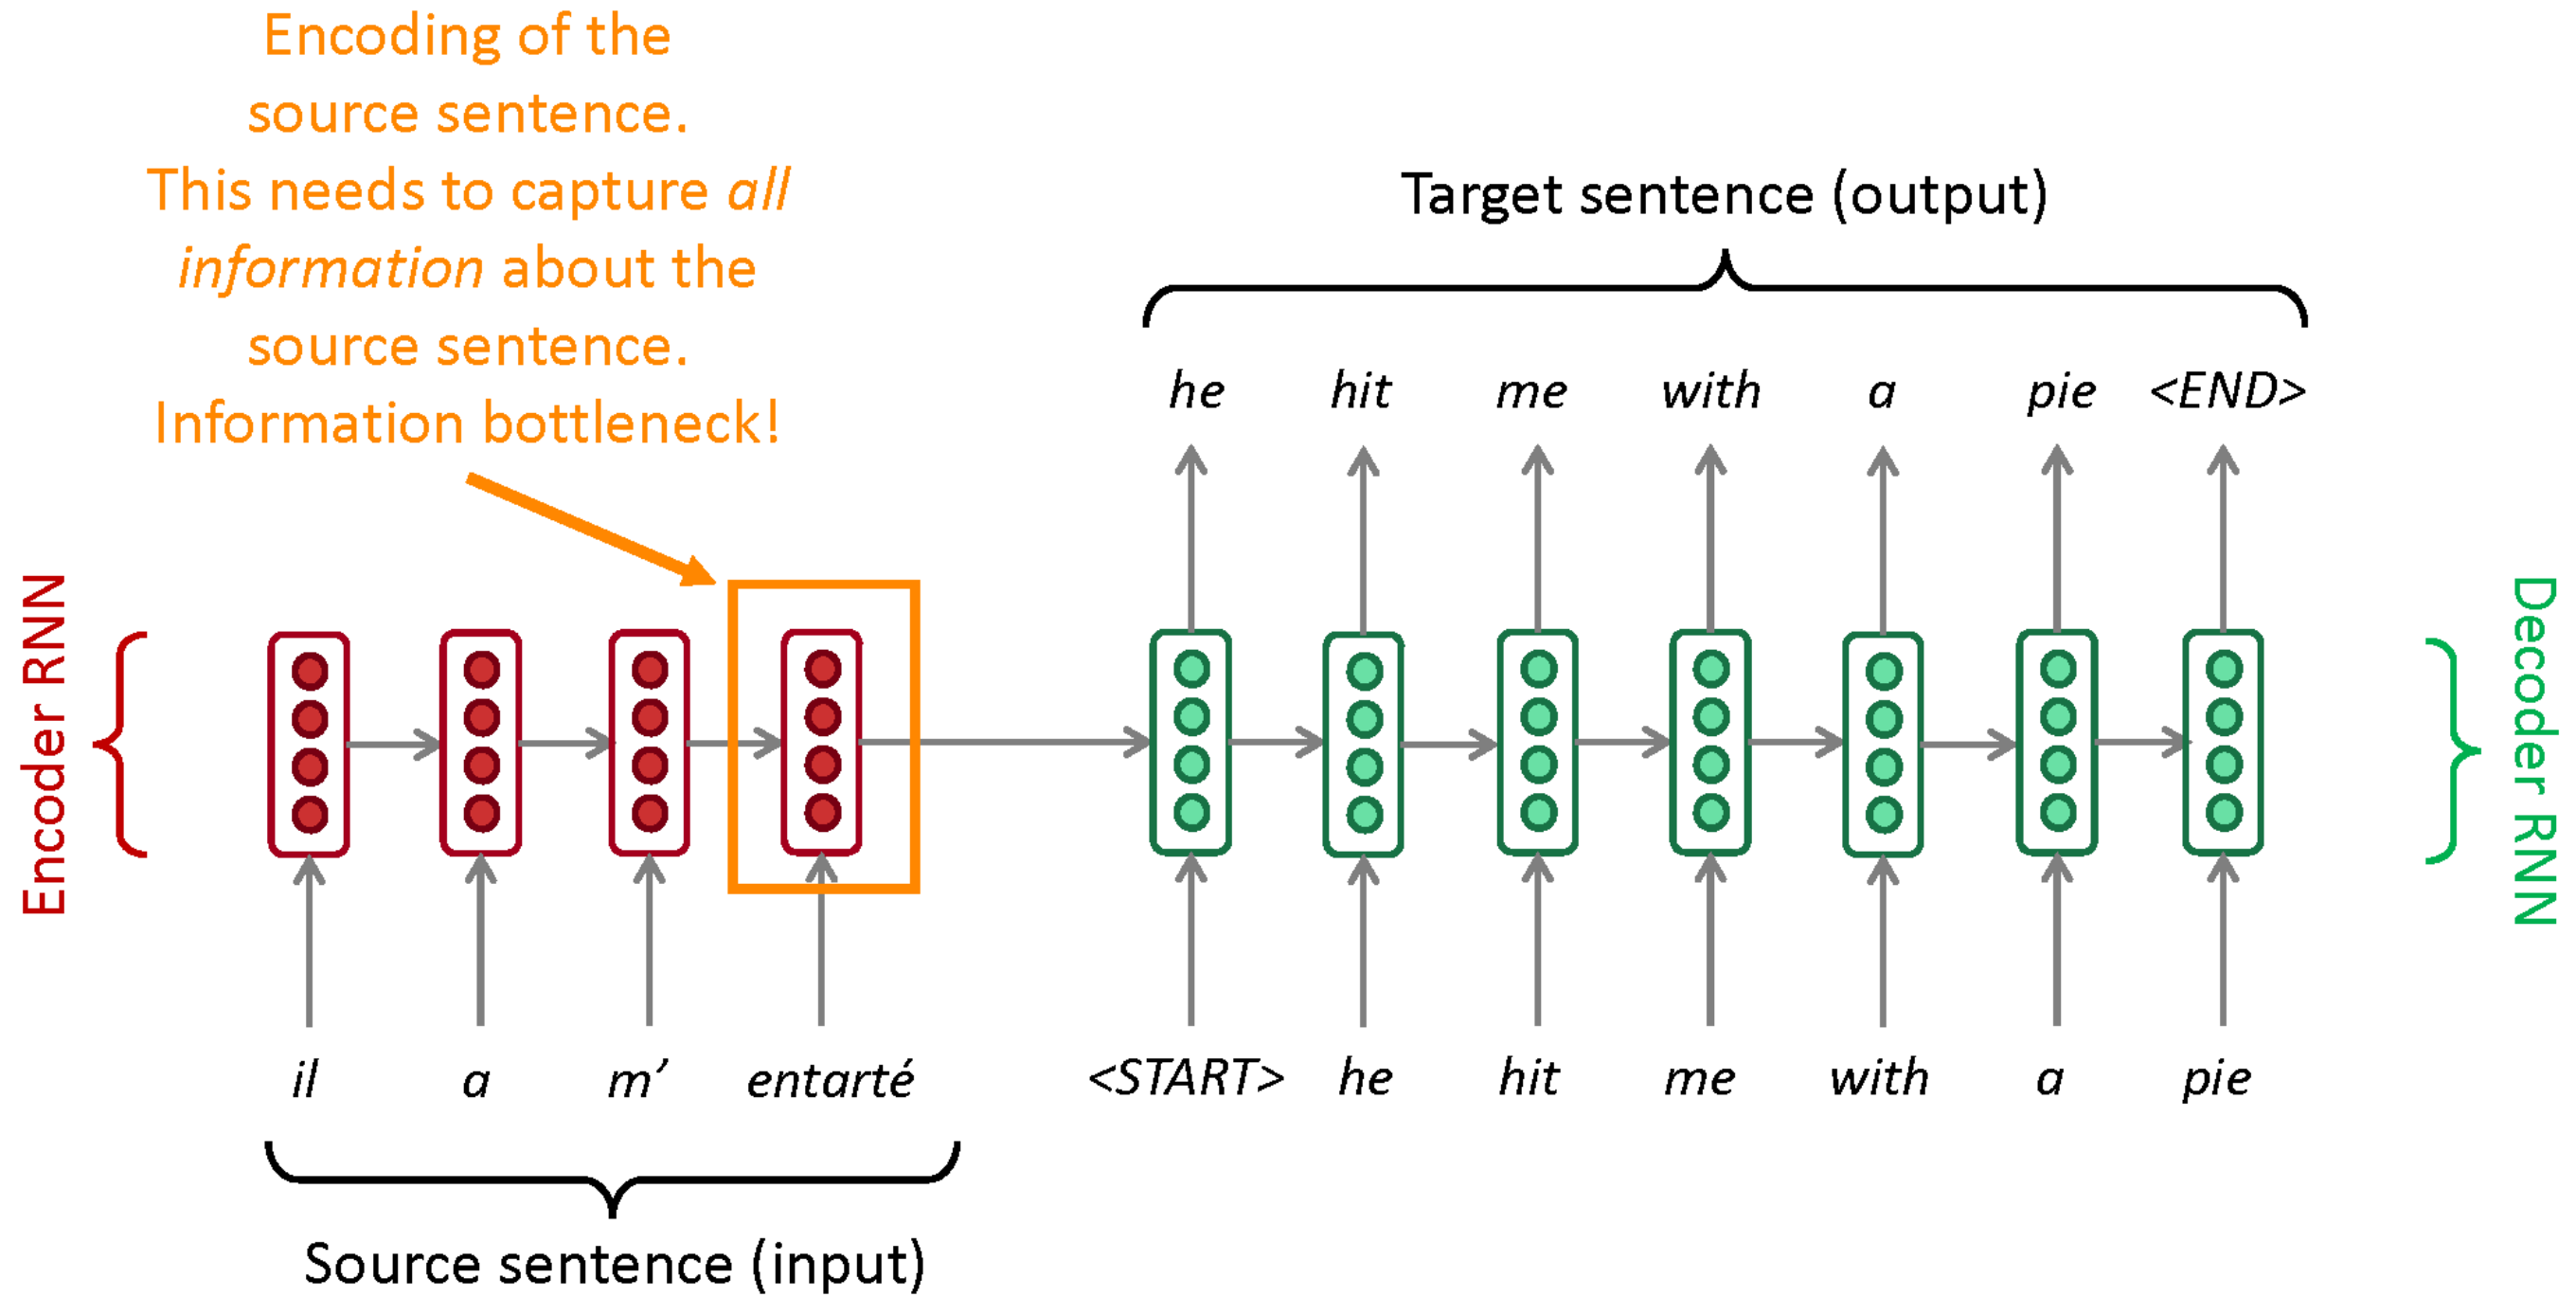 Encoding of the
source sentence.
This needs to capture all
information about the
source sentence.
Information bottleneck!
Target sentence (output)
he hit me with a pie <END>
Encoder RNN
Decoder RNN
il a m’ entarté <START> he hit me with a pie
Source sentence (input)